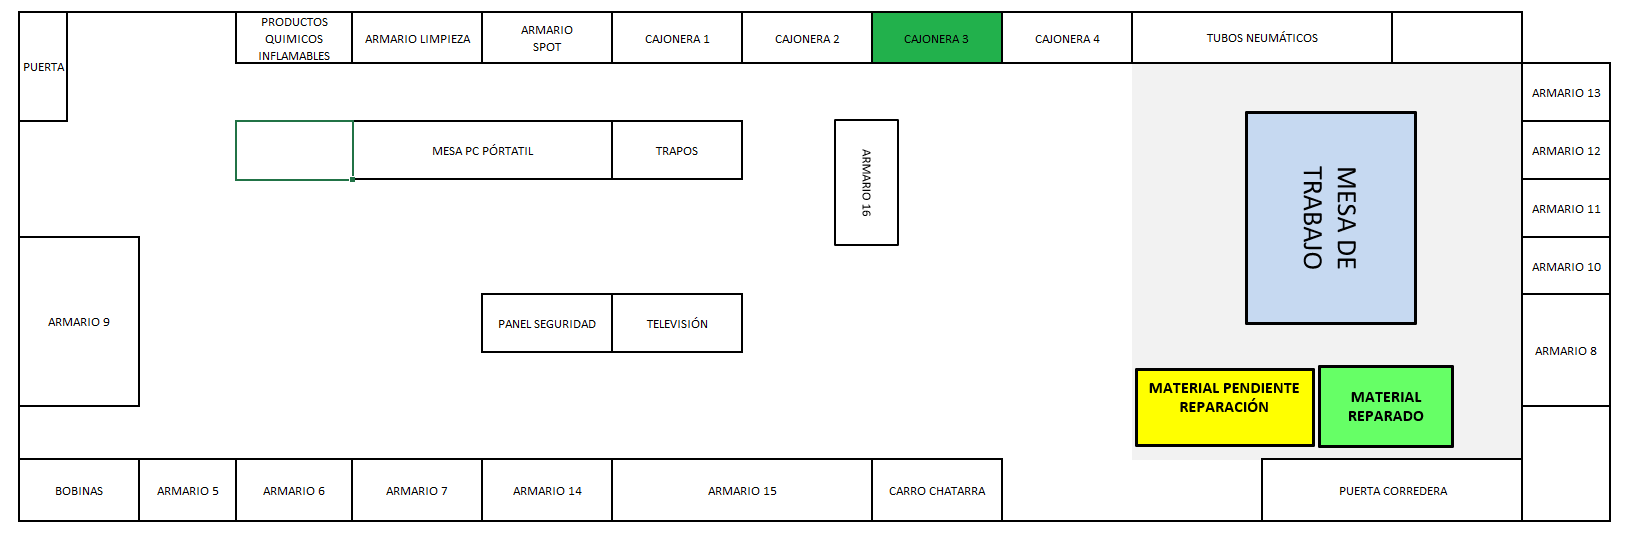 PUERTA
PRODUCTOS
QUIMICOS
INFLAMABLES
ARMARIO LIMPIEZA
ARMARIO
SPOT
CAJONERA 1
CAJONERA 2
CAJONERA 3
CAJONERA 4
TUBOS NEUMÁTICOS
ARMARIO 13
MESA PC PÓRTATIL
TRAPOS
ARMARIO 16
MESA DE
TRABAJO
ARMARIO 12
ARMARIO 11
ARMARIO 10
ARMARIO 9
PANEL SEGURIDAD
TELEVISIÓN
ARMARIO 8
MATERIAL PENDIENTE
REPARACIÓN
MATERIAL
REPARADO
BOBINAS
ARMARIO 5
ARMARIO 6
ARMARIO 7
ARMARIO 14
ARMARIO 15
CARRO CHATARRA
PUERTA CORREDERA